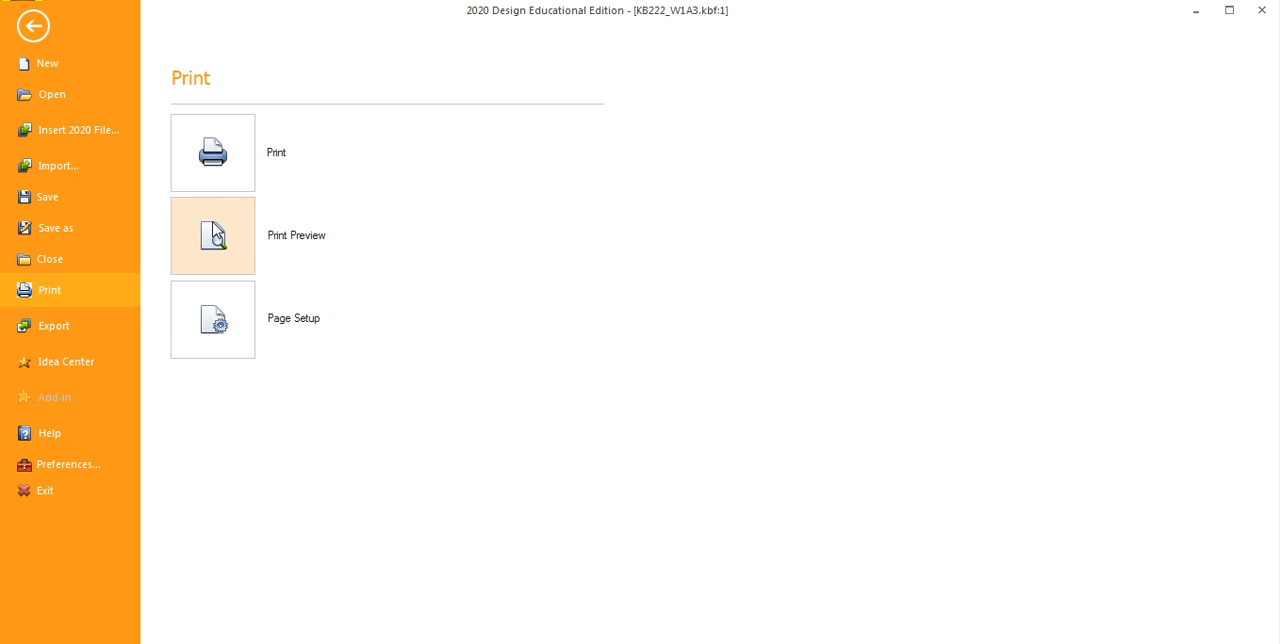 2020 Design Educational Edition - [KB222_W1A3.kbf:1]
New
Open
Insert 2020 File...
Import...
Save
Save as
Close
Print
Export
Idea Center
Add-in
Help
Preferences...
Exit
Print
Print
Print Preview
Page Setup